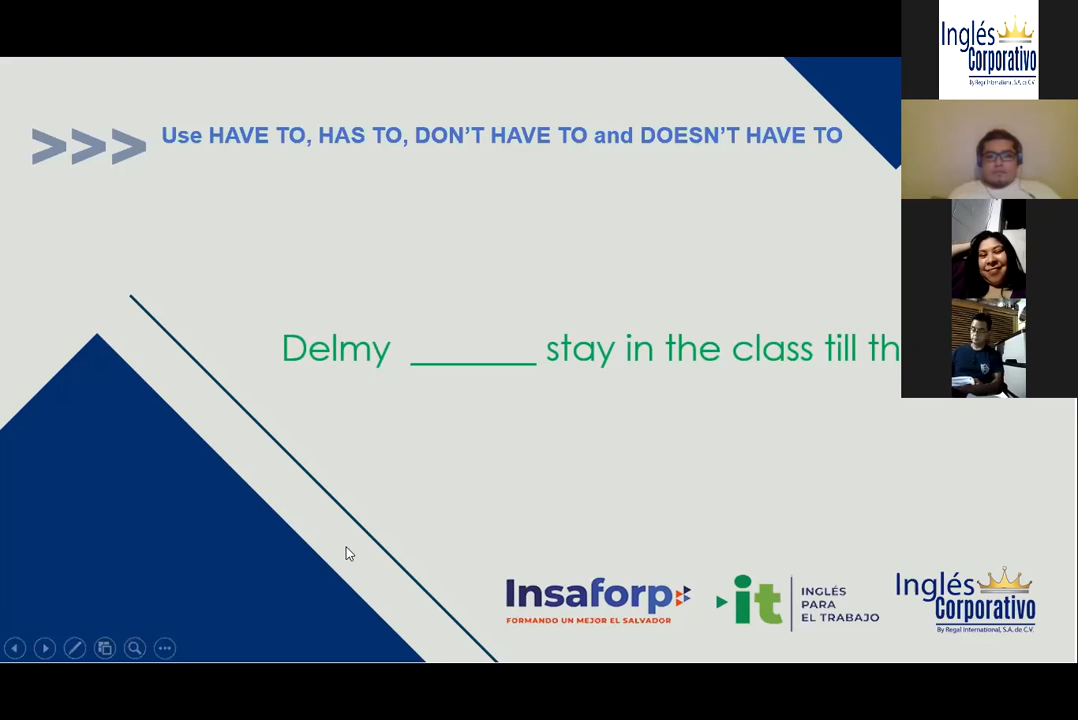 Inglés
Corporativo
By Regal International, S.A. de C.V.
>>> Use HAVE TO, HAS TO, DON'T HAVE TO and DOESN'T HAVE TO
Delmy _______ stay in the class till th
Insaforp
FORMANDO UN MEJOR EL SALVADOR
it
INGLÉS
PARA
EL TRABAJO
Inglés
Corporativo
By Regal International, S.A. de C.V.